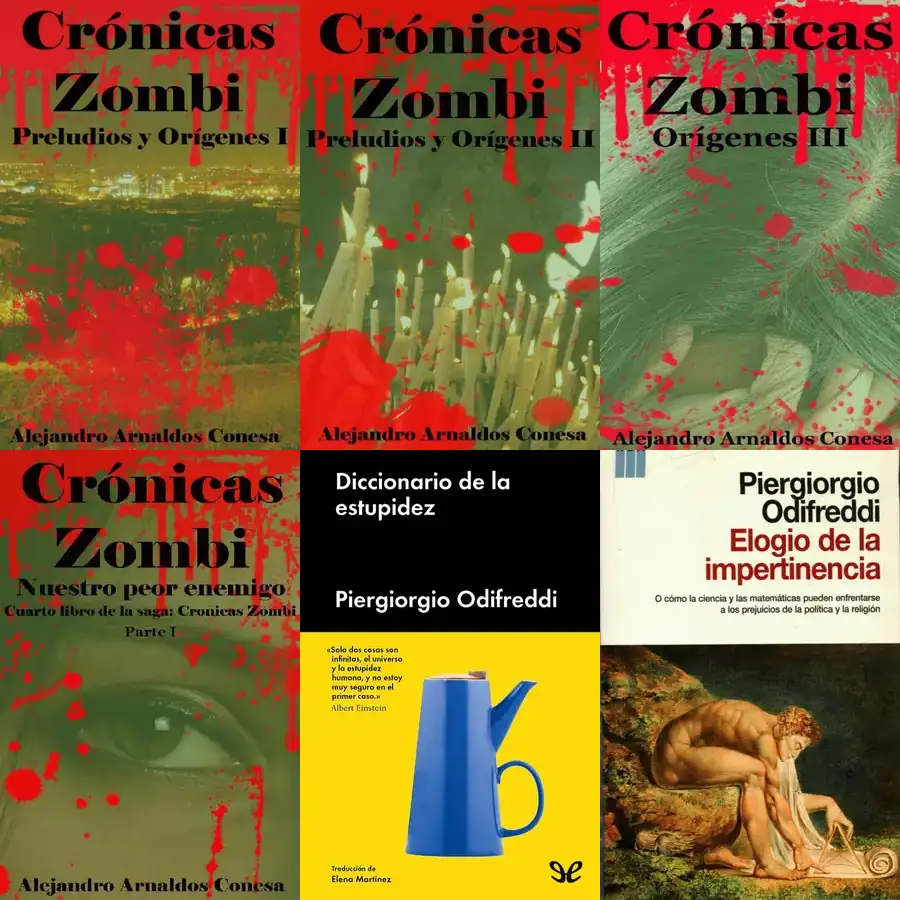 Crónicas
Zombi
Preludios y Orígenes I
Alejandro Arnaldos Conesa
Crónicas
Zombi
Preludios y Orígenes II
Alejandro Arnaldos Conesa
Crónicas
Zombi
Orígenes III
Alejandro Arnaldos Conesa
Crónicas
Zombi
Nuestro peor enemigo
Cuarto libro de la saga: Cronicas Zombi
Parte I
Alejandro Arnaldos Conesa
Diccionario de la
estupidez
Piergiorgio Odifreddi
«Solo dos cosas son
infinitas, el universo
y la estupidez
humana, y no estoy
muy seguro en el
primer caso.»
Albert Einstein
Traducción de
Elena Martínez
Piergiorgio
Odifreddi
Elogio de la
impertinencia
O cómo la ciencia y las matemáticas pueden enfrentarse
a los prejuicios de la política y la religión